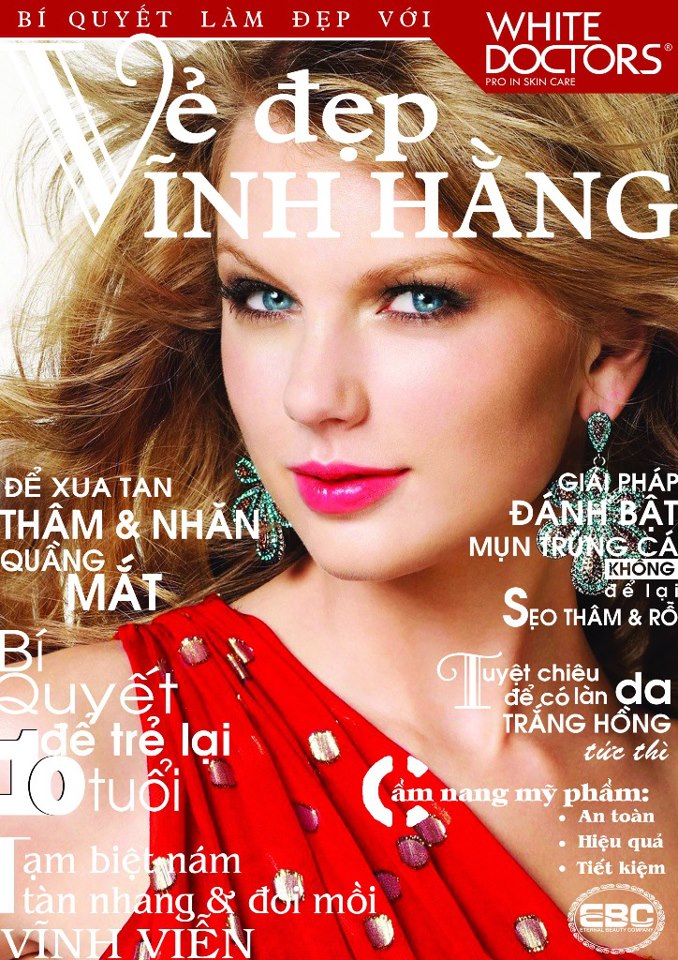 BÍ QUYẾT LÀM ĐẸP VỚI
WHITE
DOCTORS®
PRO IN SKIN CARE
Vẻ đẹp
VĨNH HẰNG
ĐỂ XUA TAN
THÂM & NHĂN
QUẦNG
MẮT
GIẢI PHÁP
ĐÁNH BẬT
MỤN TRỨNG CÁ
KHÔNG
để lại
SẸO THÂM & RỖ
Bí
Quyết
để trẻ lại
10 tuổi
Tuyệt chiêu
để có làn da
TRẮNG HỒNG
tức thì
Cẩm nang mỹ phẩm:
• An toàn
• Hiệu quả
• Tiết kiệm
Tạm biệt nám
tàn nhang & đồi mồi
VĨNH VIỄN
EBC
ETERNAL BEAUTY COMPANY